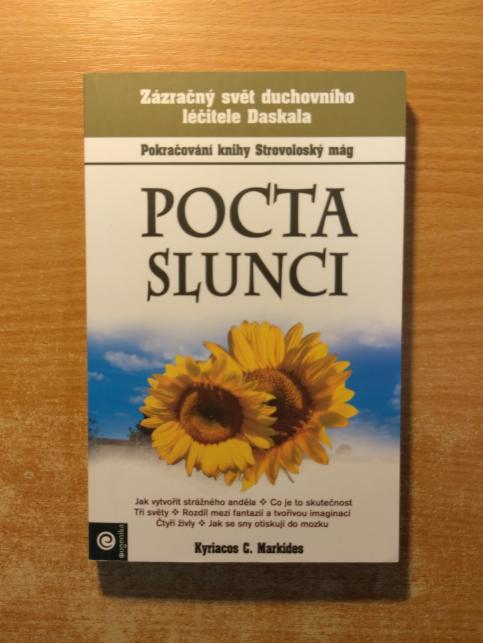 Zázračný svět duchovního
léčitele Daskala
Pokračování knihy Strovoloský mág
POCTA
SLUNCI
Jak vytvořit strážného anděla ❖ Co je to skutečnost
Tři světy ❖ Rozdíl mezi fantazií a tvořivou imaginací
Čtyři živly ❖ Jak se sny otiskují do mozku
Kyriacos C. Markides
eugenika